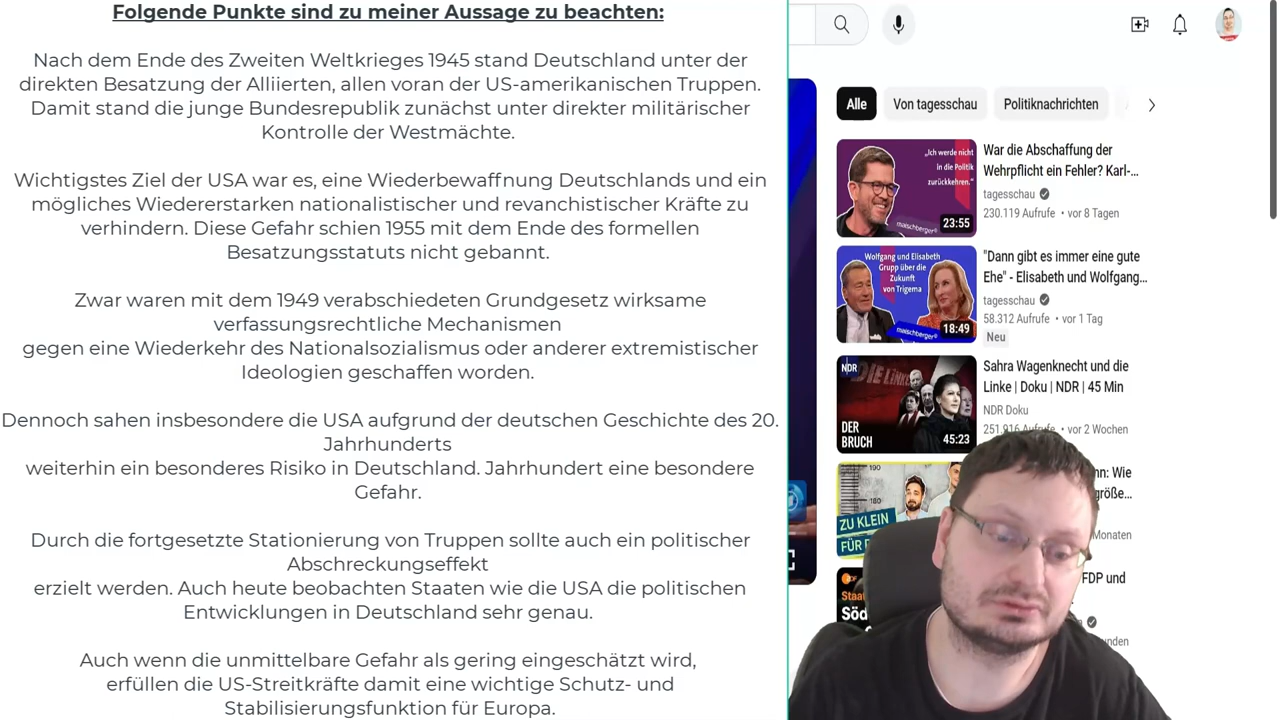 Folgende Punkte sind zu meiner Aussage zu beachten:
Nach dem Ende des Zweiten Weltkrieges 1945 stand Deutschland unter der
direkten Besatzung der Alliierten, allen voran der US-amerikanischen Truppen.
Damit stand die junge Bundesrepublik zunächst unter direkter militärischer
Kontrolle der Westmächte.
Wichtigstes Ziel der USA war es, eine Wiederbewaffnung Deutschlands und ein
mögliches Wiedererstarken nationalistischer und revanchistischer Kräfte zu
verhindern. Diese Gefahr schien 1955 mit dem Ende des formellen
Besatzungsstatuts nicht gebannt.
Zwar waren mit dem 1949 verabschiedeten Grundgesetz wirksame
verfassungsrechtliche Mechanismen
gegen eine Wiederkehr des Nationalsozialismus oder anderer extremistischer
Ideologien geschaffen worden.
Dennoch sahen insbesondere die USA aufgrund der deutschen Geschichte des 20.
Jahrhunderts
weiterhin ein besonderes Risiko in Deutschland. Jahrhundert eine besondere
Gefahr.
Durch die fortgesetzte Stationierung von Truppen sollte auch ein politischer
Abschreckungseffekt
erzielt werden. Auch heute beobachten Staaten wie die USA die politischen
Entwicklungen in Deutschland sehr genau.
Auch wenn die unmittelbare Gefahr als gering eingeschätzt wird,
erfüllen die US-Streitkräfte damit eine wichtige Schutz- und
Stabilisierungsfunktion für Europa.
Alle
Von tagesschau
Politiknachrichten
„Ich werde nicht
in die Politik
zurückkehren.“
maischberger
23:55
War die Abschaffung der
Wehrpflicht ein Fehler? Karl-...
tagesschau
230.119 Aufrufe • vor 8 Tagen
Wolfgang und Elisabeth
Grupp über die
Zukunft
von Trigema
maischberger
18:49
"Dann gibt es immer eine gute
Ehe" - Elisabeth und Wolfgang...
tagesschau
58.312 Aufrufe • vor 1 Tag
Neu
NDR
DIE LINKE
DER
BRUCH
45:23
Sahra Wagenknecht und die
Linke | Doku | NDR | 45 Min
NDR Doku
251.916 Aufrufe • vor 2 Wochen
190
180
ZU KLEIN
FÜR
Wie
größe...
Monaten
FDP und